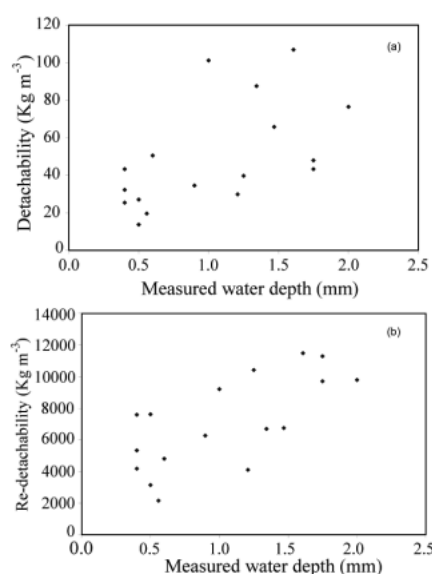 120
(a)
100
80
60
40
20
0
Detachability (Kg m-3)
0.0 0.5 1.0 1.5 2.0 2.5
Measured water depth (mm)
14000
(b)
12000
10000
8000
6000
4000
2000
0
Re-detachability (Kg m-3)
0.0 0.5 1.0 1.5 2.0 2.5
Measured water depth (mm)